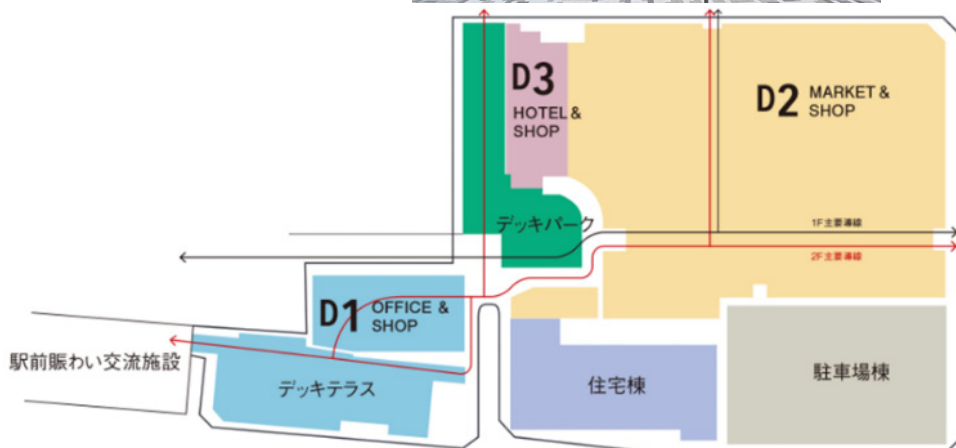 D3
HOTEL &
SHOP
D2
MARKET &
SHOP
デッキパーク
1F主要導線
2F主要導線
D1
OFFICE &
SHOP
駅前賑わい交流施設
デッキテラス
住宅棟
駐車場棟